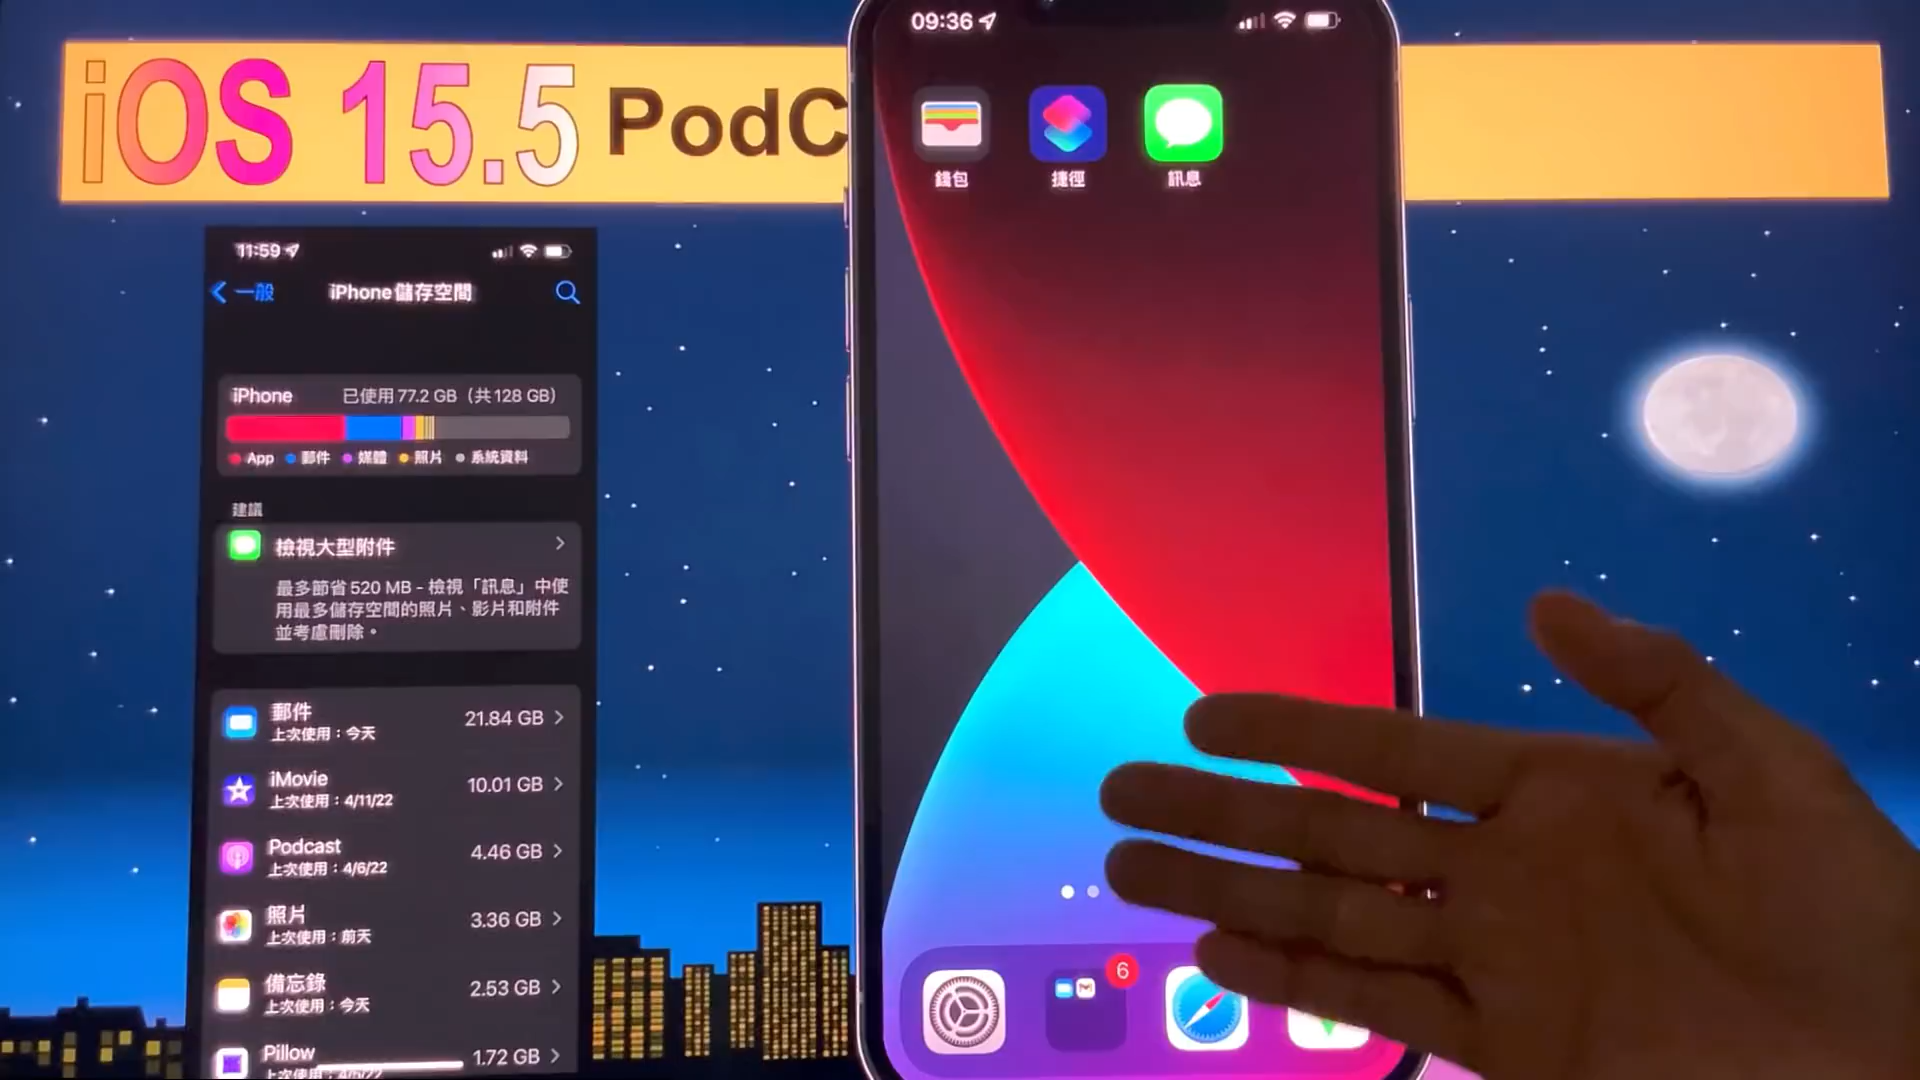 iOS 15.5 PodC
09:36
錢包
捷徑
訊息
6
11:59
一般
iPhone儲存空間
iPhone
已使用 77.2 GB（共 128 GB）
App 郵件 媒體 照片 系統資料
建議
檢視大型附件
最多節省 520 MB - 檢視「訊息」中使
用最多儲存空間的照片、影片和附件
並考慮刪除。
郵件
21.84 GB
上次使用：今天
iMovie
10.01 GB
上次使用：4/11/22
Podcast
4.46 GB
上次使用：4/6/22
照片
3.36 GB
上次使用：前天
備忘錄
2.53 GB
上次使用：今天
Pillow
1.72 GB